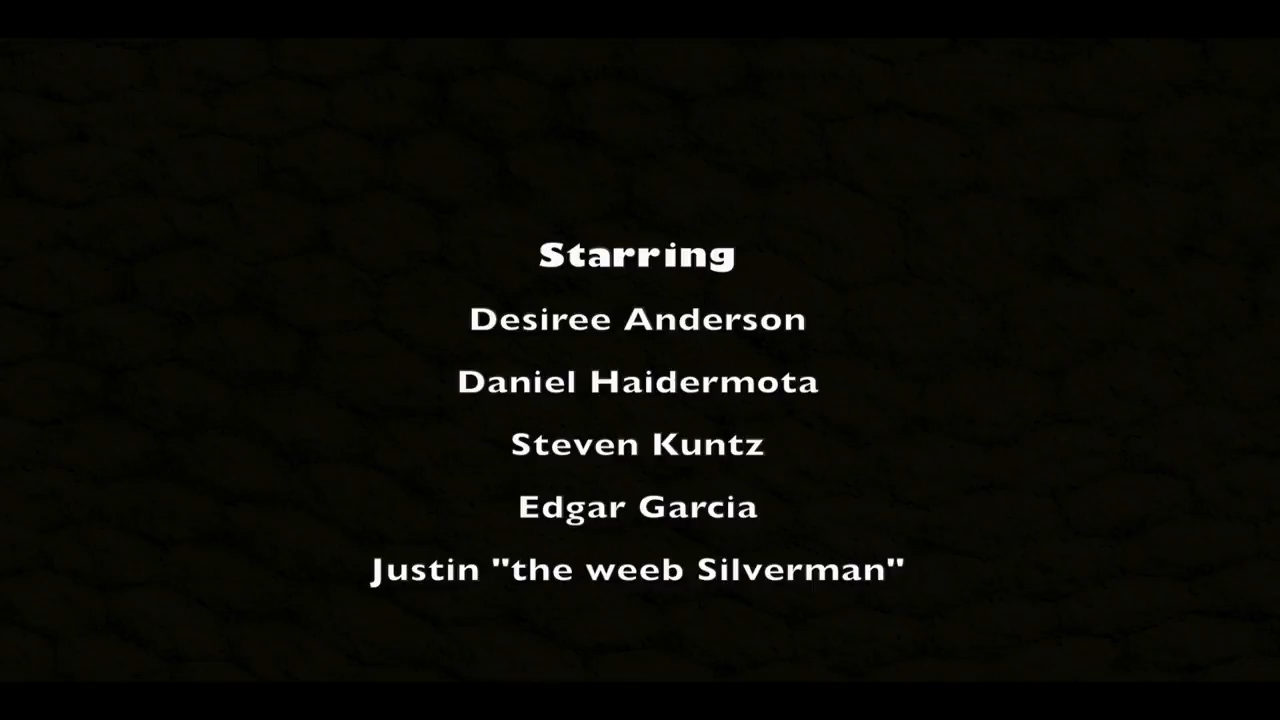 Starring
Desiree Anderson
Daniel Haidermota
Steven Kuntz
Edgar Garcia
Justin "the weeb Silverman"